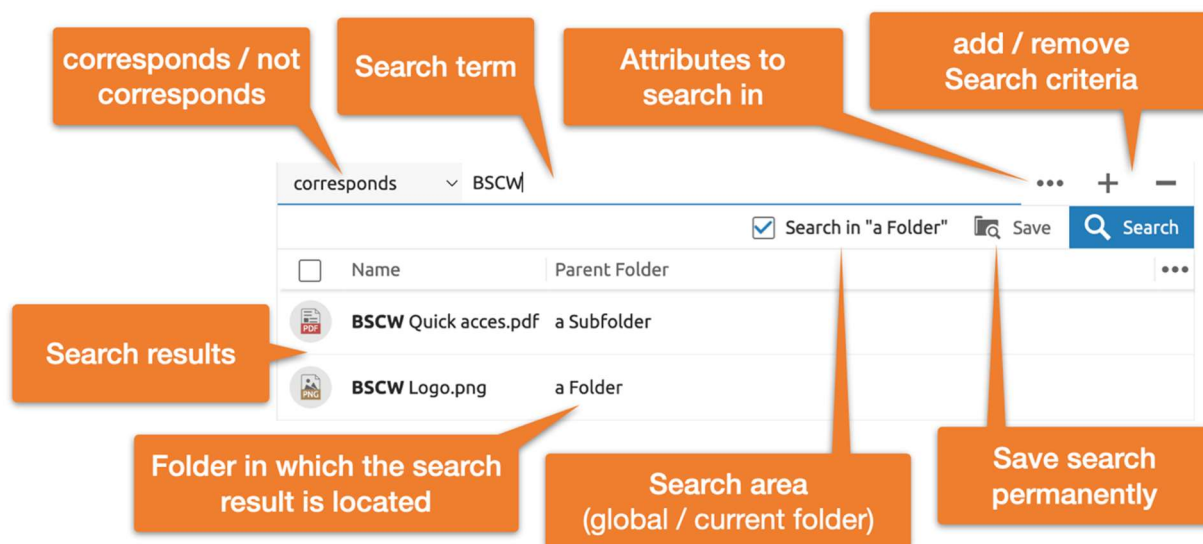 corresponds / not
corresponds
Search term
Attributes to
search in
add / remove
Search criteria
corresponds
BSCW
Search in "a Folder"
Save
Search
Name
Parent Folder
PDF
BSCW Quick acces.pdf
a Subfolder
Search results
PNG
BSCW Logo.png
a Folder
Folder in which the search
result is located
Search area
(global / current folder)
Save search
permanently